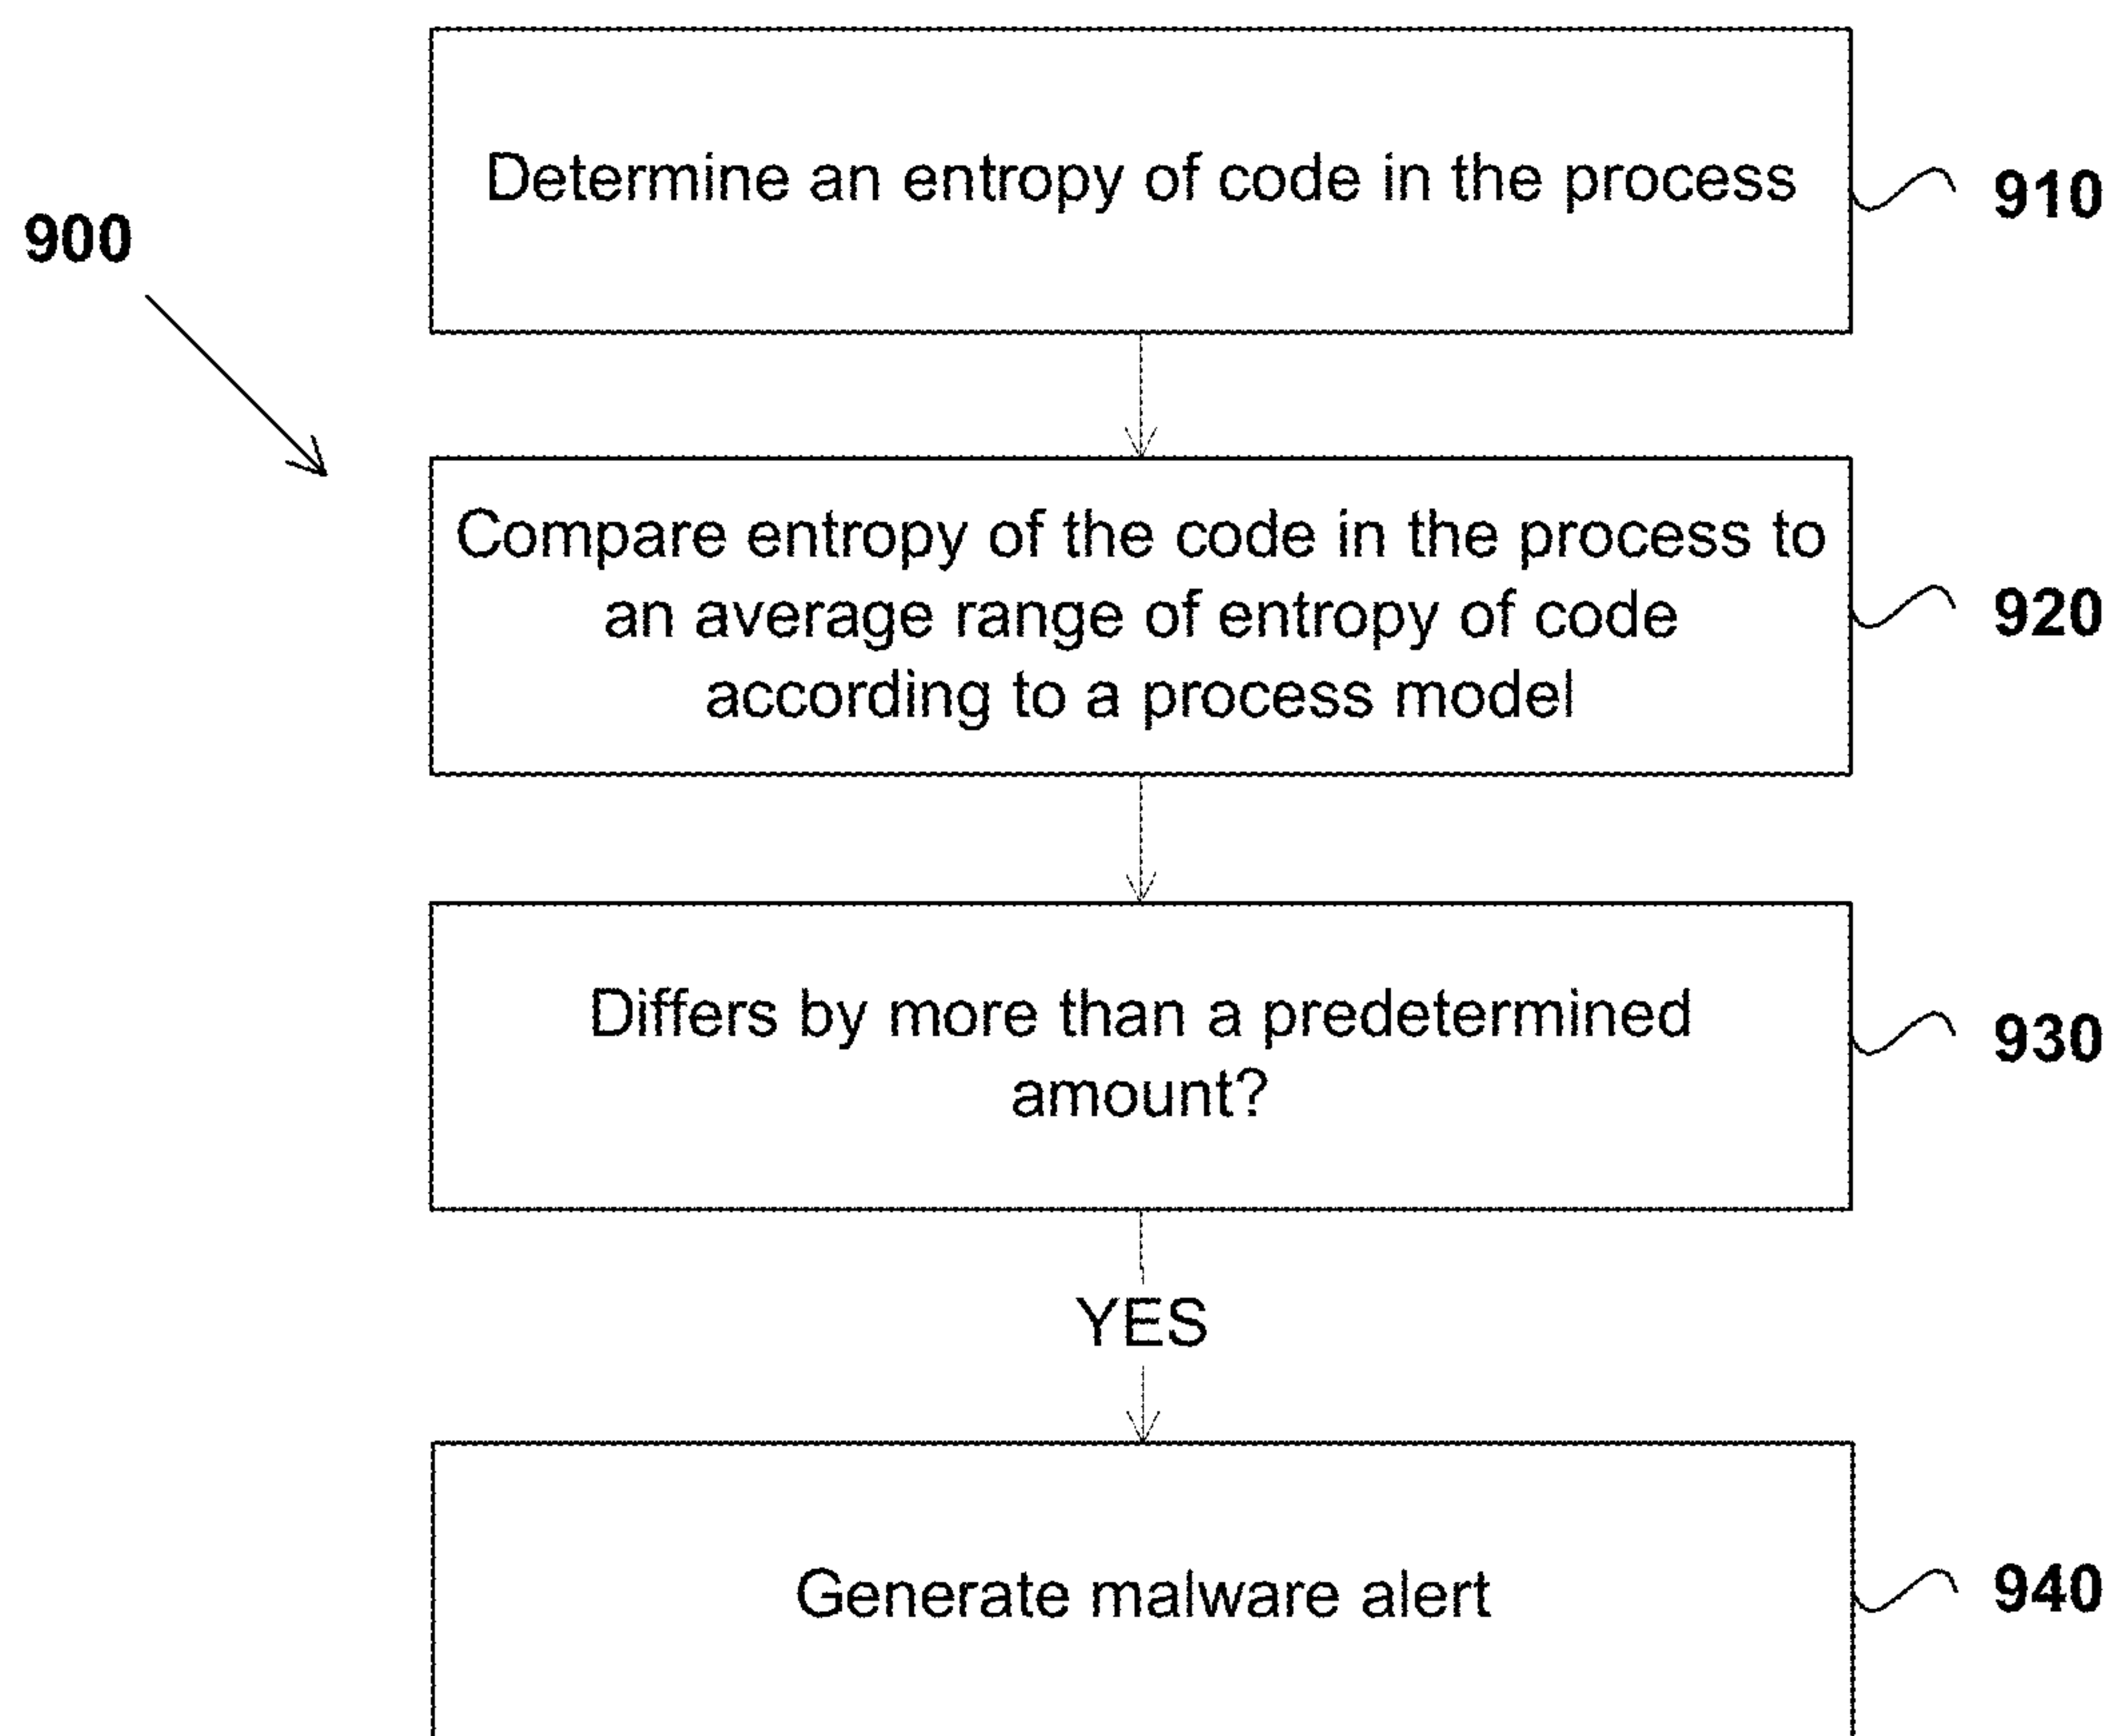 Determine an entropy of code in the process
910
900
Compare entropy of the code in the process to
an average range of entropy of code
according to a process model
920
Differs by more than a predetermined
amount?
930
YES
Generate malware alert
940